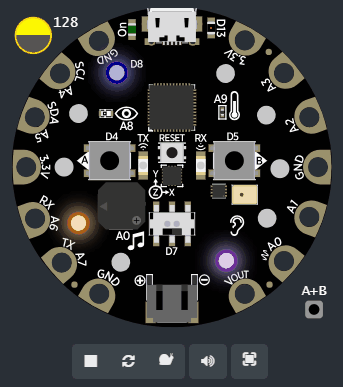 128
On
D13
GND
3.3V
D8
SCL A4
A3
A8
A9
SDA A5
A2
D4
TX
RESET
RX
D5
A
B
3.3V
GND
Y
Z
X
RX A6
A1
A0
D7
TX A7
A0
GND
VOUT
A+B